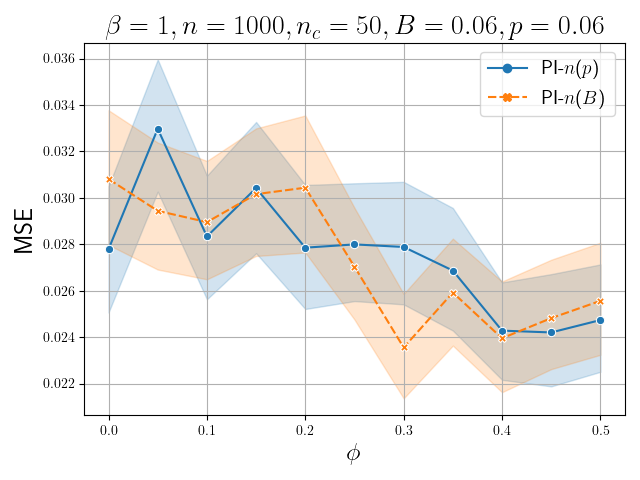 β = 1, n = 1000, n_c = 50, B = 0.06, p = 0.06
PI-n(p)
PI-n(B)
MSE
0.036
0.034
0.032
0.030
0.028
0.026
0.024
0.022
0.0 0.1 0.2 0.3 0.4 0.5
ϕ